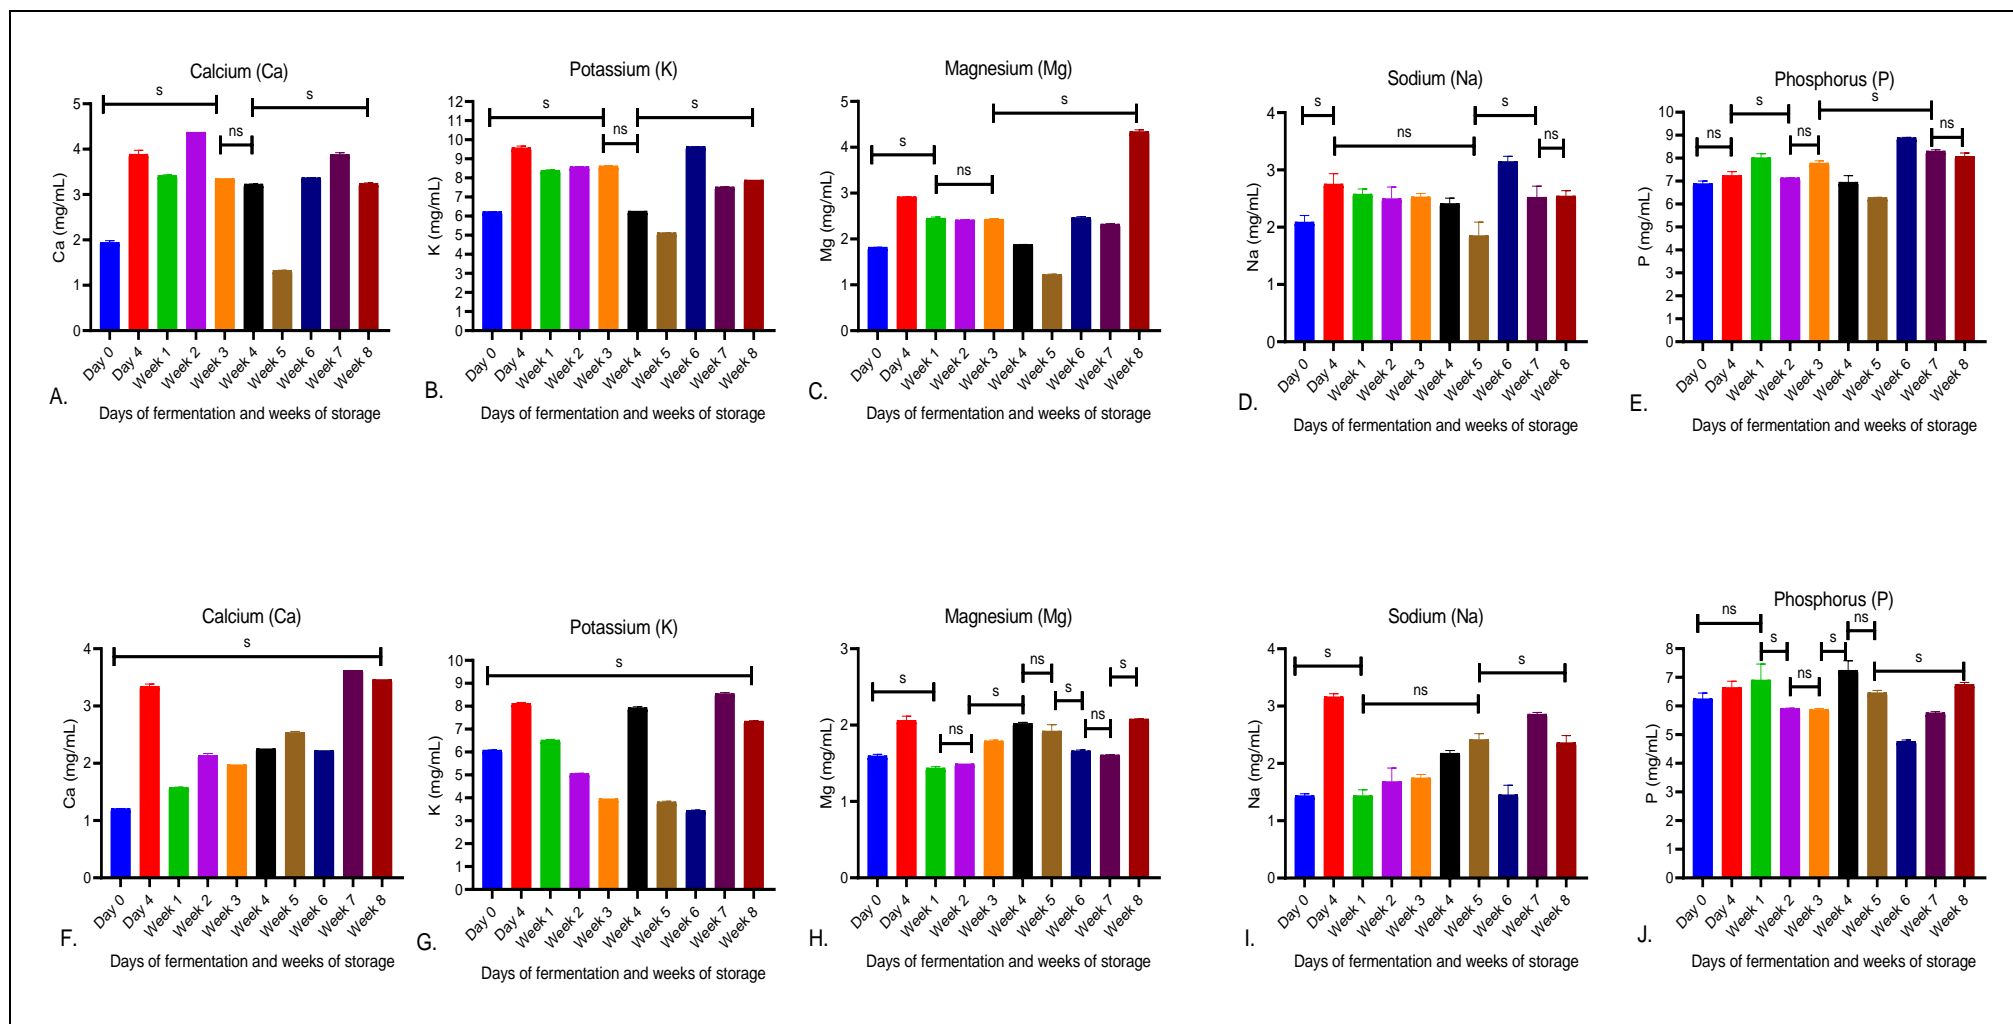 Calcium (Ca)
s
s
ns
5
4
3
2
1
0
Ca (mg/mL)
Day 0
Day 4
Week 1
Week 2
Week 3
Week 4
Week 5
Week 6
Week 7
Week 8
A.
Days of fermentation and weeks of storage
Potassium (K)
s
s
ns
12
11
10
9
8
7
6
5
4
3
2
1
0
K (mg/mL)
Day 0
Day 4
Week 1
Week 2
Week 3
Week 4
Week 5
Week 6
Week 7
Week 8
B.
Days of fermentation and weeks of storage
Magnesium (Mg)
s
s
ns
5
4
3
2
1
0
Mg (mg/mL)
Day 0
Day 4
Week 1
Week 2
Week 3
Week 4
Week 5
Week 6
Week 7
Week 8
C.
Days of fermentation and weeks of storage
Sodium (Na)
s
s
ns
ns
4
3
2
1
0
Na (mg/mL)
Day 0
Day 4
Week 1
Week 2
Week 3
Week 4
Week 5
Week 6
Week 7
Week 8
D.
Days of fermentation and weeks of storage
Phosphorus (P)
s
s
ns
ns
ns
10
9
8
7
6
5
4
3
2
1
0
P (mg/mL)
Day 0
Day 4
Week 1
Week 2
Week 3
Week 4
Week 5
Week 6
Week 7
Week 8
E.
Days of fermentation and weeks of storage
Calcium (Ca)
s
4
3
2
1
0
Ca (mg/mL)
Day 0
Day 4
Week 1
Week 2
Week 3
Week 4
Week 5
Week 6
Week 7
Week 8
F.
Days of fermentation and weeks of storage
Potassium (K)
s
10
9
8
7
6
5
4
3
2
1
0
K (mg/mL)
Day 0
Day 4
Week 1
Week 2
Week 3
Week 4
Week 5
Week 6
Week 7
Week 8
G.
Days of fermentation and weeks of storage
Magnesium (Mg)
s
ns
s
ns
s
ns
s
3
2
1
0
Mg (mg/mL)
Day 0
Day 4
Week 1
Week 2
Week 3
Week 4
Week 5
Week 6
Week 7
Week 8
H.
Days of fermentation and weeks of storage
Sodium (Na)
s
ns
s
4
3
2
1
0
Na (mg/mL)
Day 0
Day 4
Week 1
Week 2
Week 3
Week 4
Week 5
Week 6
Week 7
Week 8
I.
Days of fermentation and weeks of storage
Phosphorus (P)
ns
s
ns
s
ns
s
8
7
6
5
4
3
2
1
0
P (mg/mL)
Day 0
Day 4
Week 1
Week 2
Week 3
Week 4
Week 5
Week 6
Week 7
Week 8
J.
Days of fermentation and weeks of storage